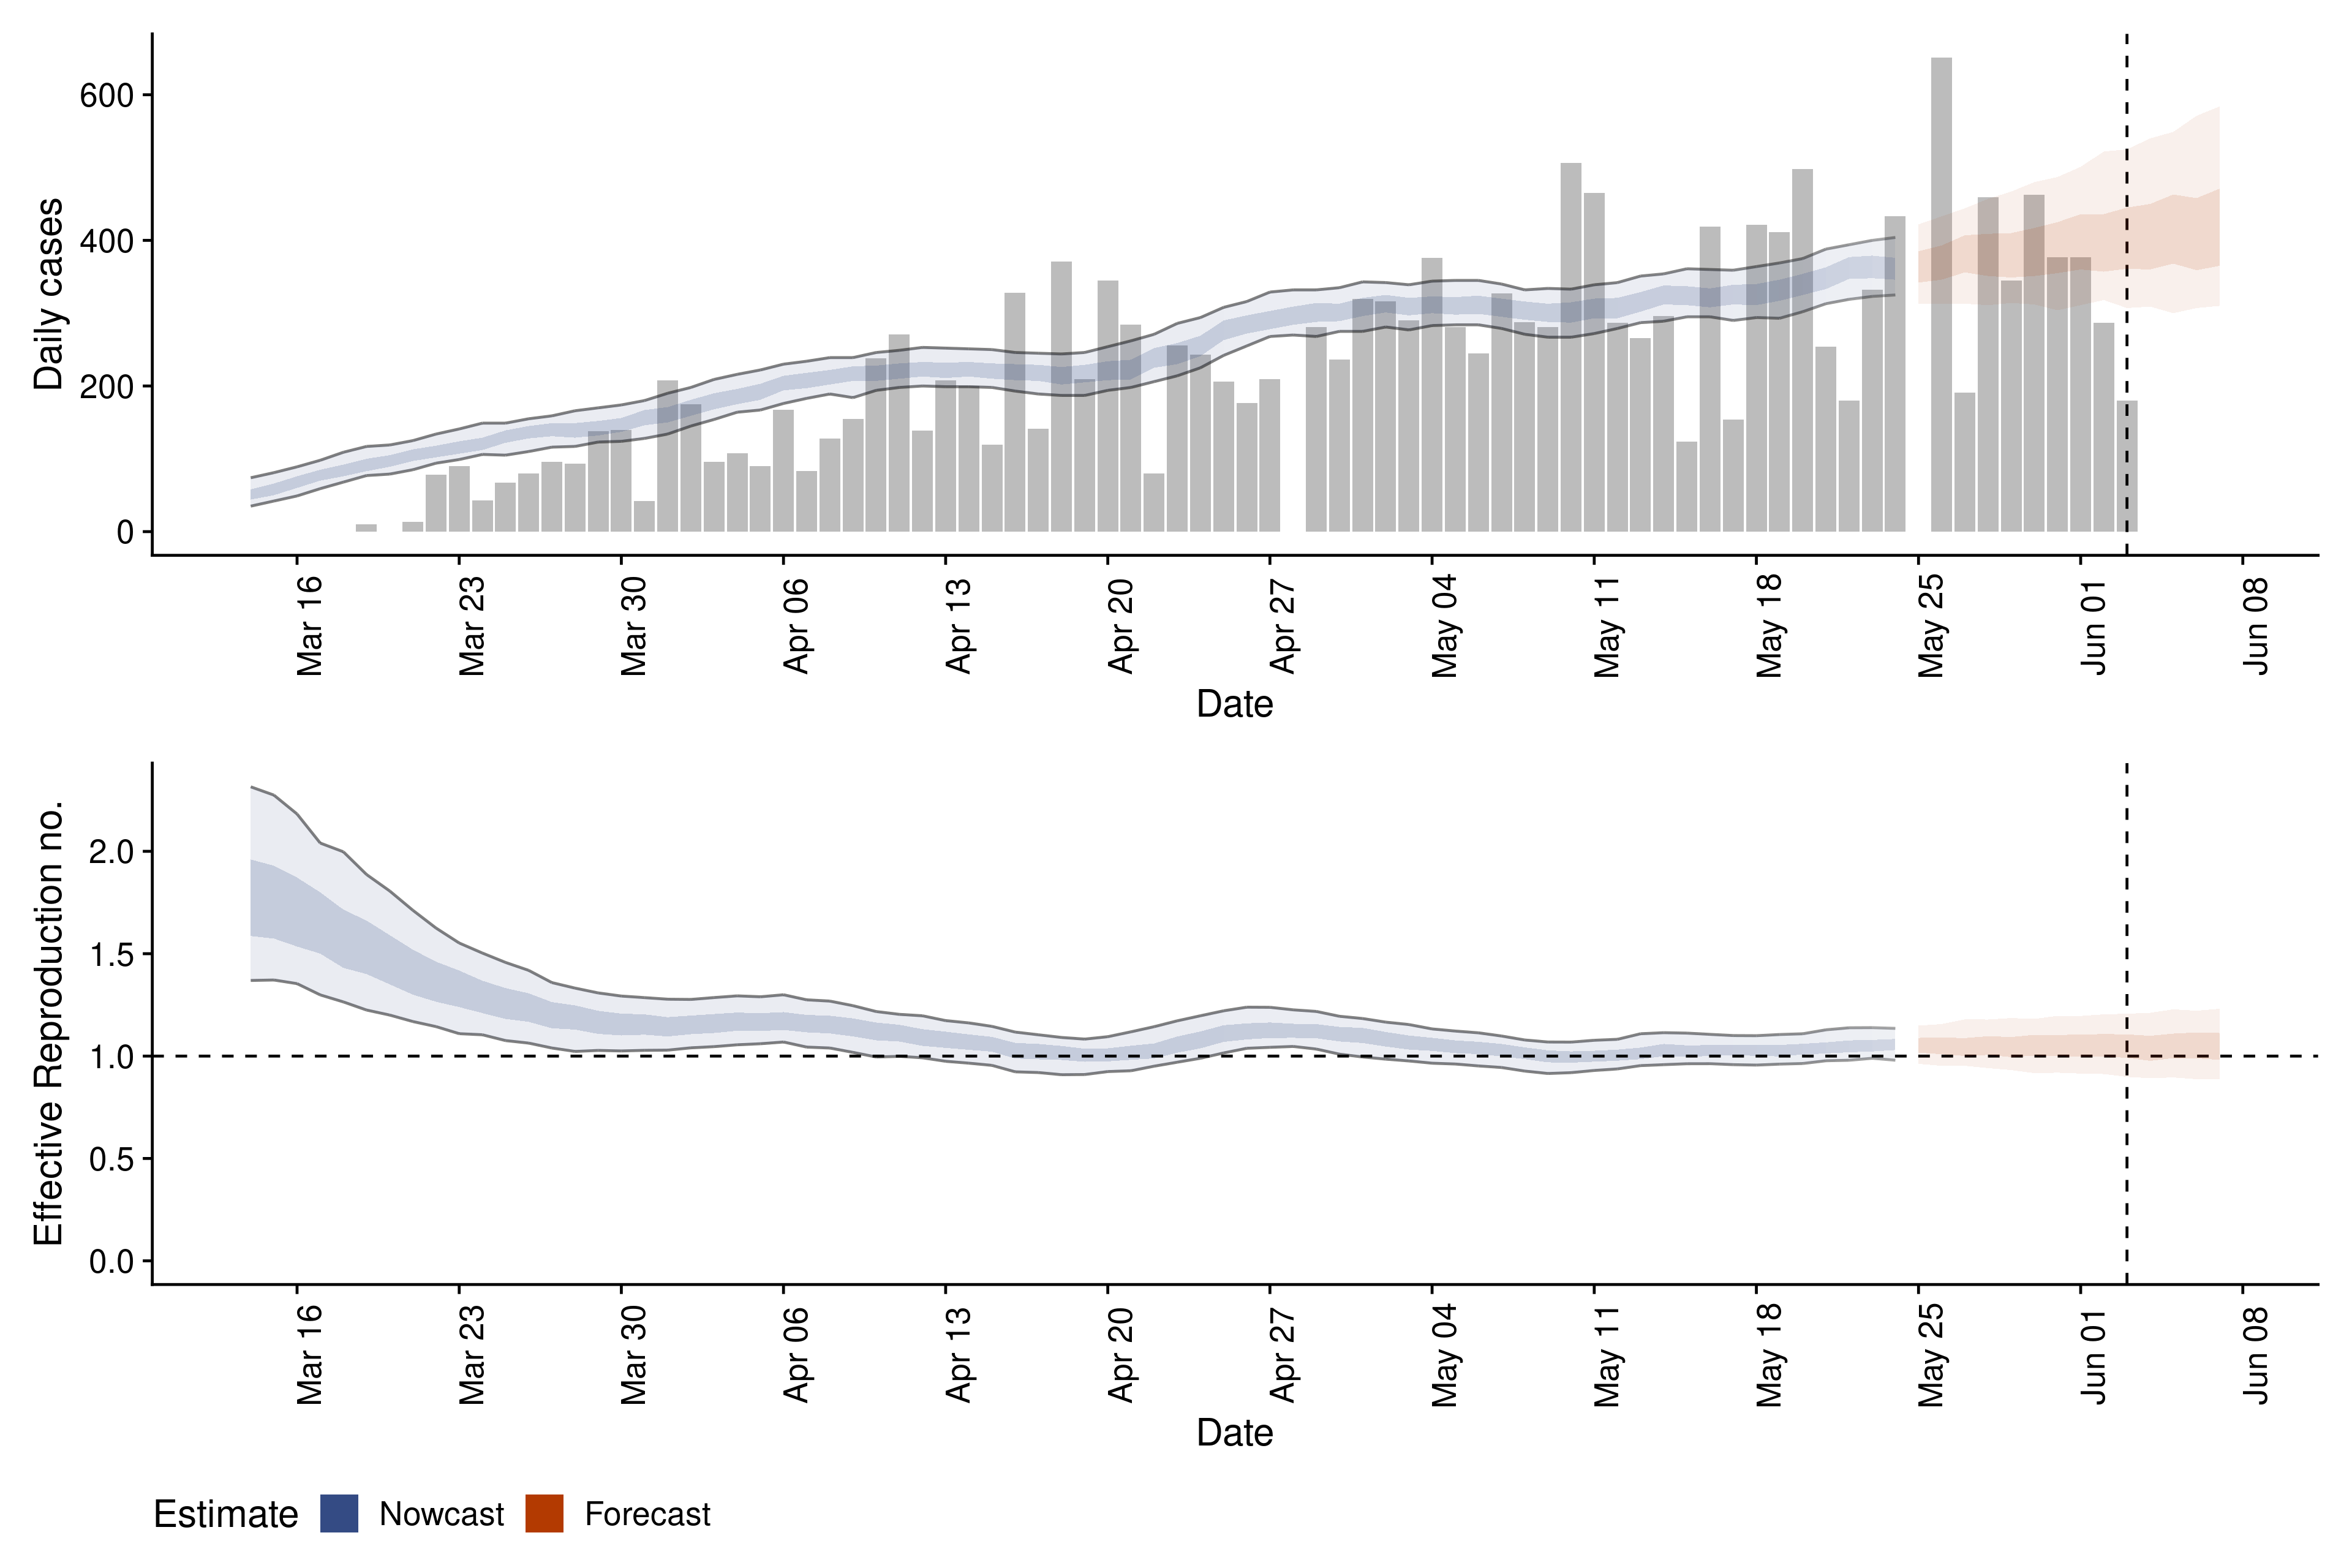 Daily cases
600
400
200
0
Mar 16
Mar 23
Mar 30
Apr 06
Apr 13
Apr 20
Apr 27
May 04
May 11
May 18
May 25
Jun 01
Jun 08
Date
Effective Reproduction no.
2.0
1.5
1.0
0.5
0.0
Mar 16
Mar 23
Mar 30
Apr 06
Apr 13
Apr 20
Apr 27
May 04
May 11
May 18
May 25
Jun 01
Jun 08
Date
Estimate Nowcast Forecast